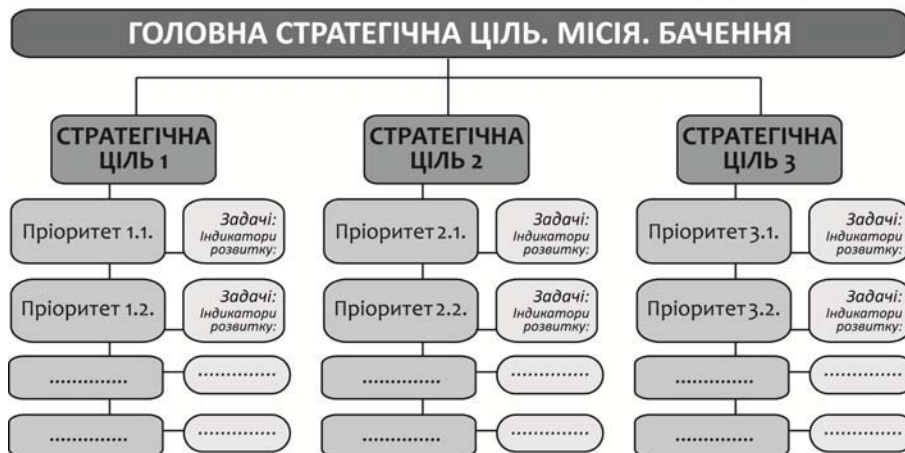 ГОЛОВНА СТРАТЕГІЧНА ЦІЛЬ. МІСІЯ. БАЧЕННЯ
СТРАТЕГІЧНА
ЦІЛЬ 1
Пріоритет 1.1.
Задачі:
Індикатори
розвитку:
Пріоритет 1.2.
Задачі:
Індикатори
розвитку:
..............
..............
..............
..............
СТРАТЕГІЧНА
ЦІЛЬ 2
Пріоритет 2.1.
Задачі:
Індикатори
розвитку:
Пріоритет 2.2.
Задачі:
Індикатори
розвитку:
..............
..............
..............
..............
СТРАТЕГІЧНА
ЦІЛЬ 3
Пріоритет 3.1.
Задачі:
Індикатори
розвитку:
Пріоритет 3.2.
Задачі:
Індикатори
розвитку:
..............
..............
..............
..............